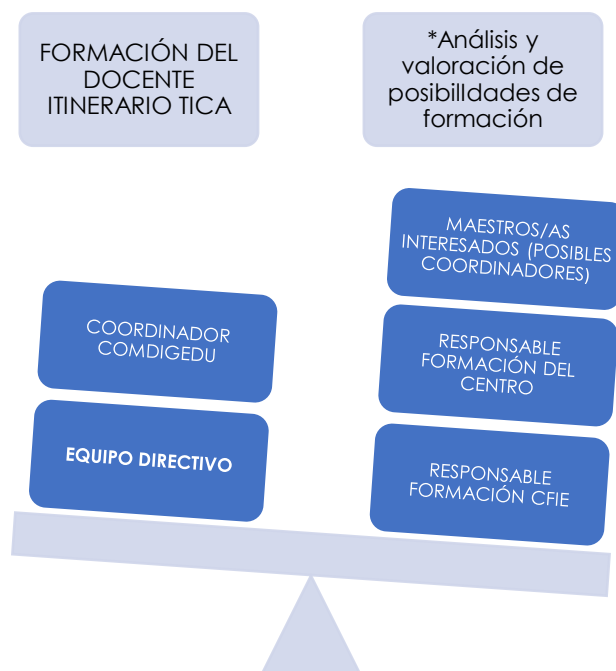 FORMACIÓN DEL
DOCENTE
ITINERARIO TICA
*Análisis y
valoración de
posibilldades de
formación
MAESTROS/AS
INTERESADOS (POSIBLES
COORDINADORES)
COORDINADOR
COMDIGEDU
RESPONSABLE
FORMACIÓN DEL
CENTRO
EQUIPO DIRECTIVO
RESPONSABLE
FORMACIÓN CFIE